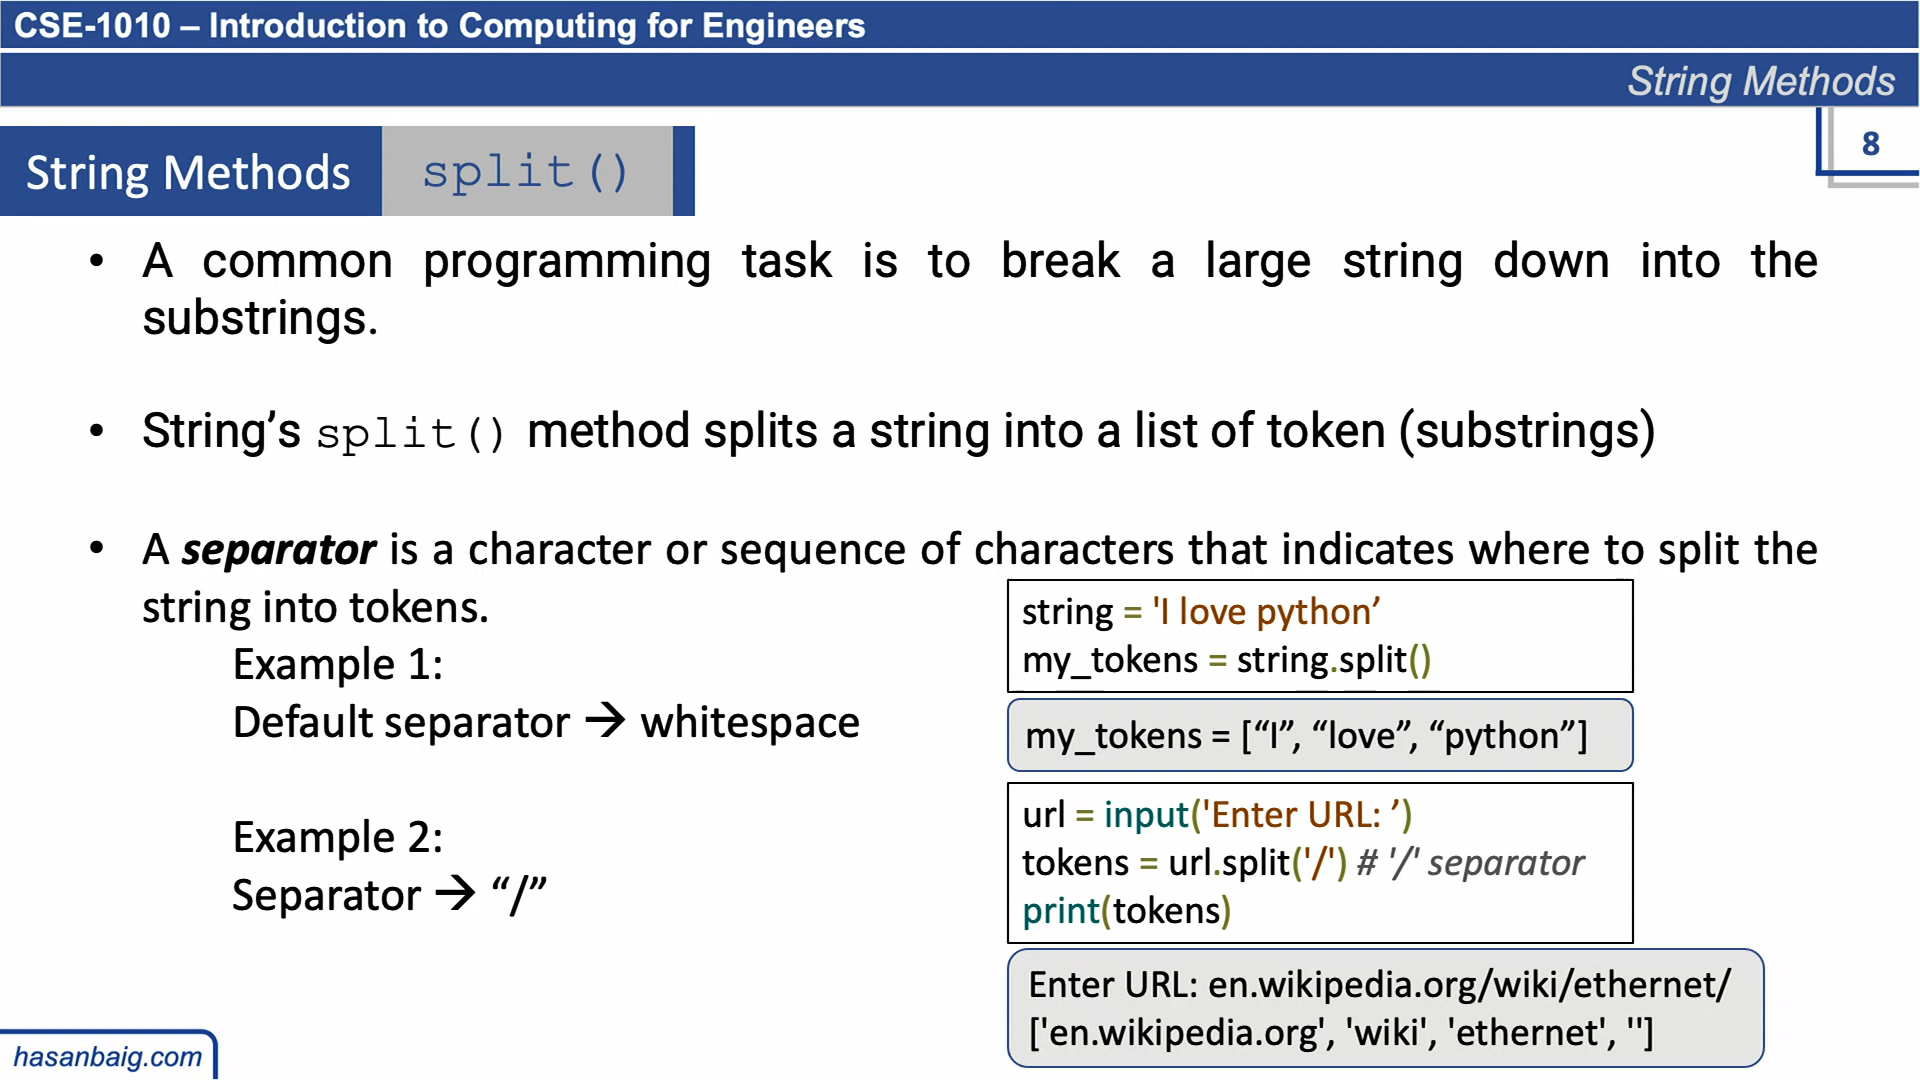 CSE-1010 – Introduction to Computing for Engineers
String Methods
8
String Methods split()
• A common programming task is to break a large string down into the
substrings.
• String’s split() method splits a string into a list of token (substrings)
• A separator is a character or sequence of characters that indicates where to split the
string into tokens.
Example 1:
Default separator → whitespace
string = 'I love python’
my_tokens = string.split()
my_tokens = [“I”, “love”, “python”]
Example 2:
Separator → “/”
url = input('Enter URL: ’)
tokens = url.split('/') # '/' separator
print(tokens)
Enter URL: en.wikipedia.org/wiki/ethernet/
['en.wikipedia.org', 'wiki', 'ethernet', '']
hasanbaig.com